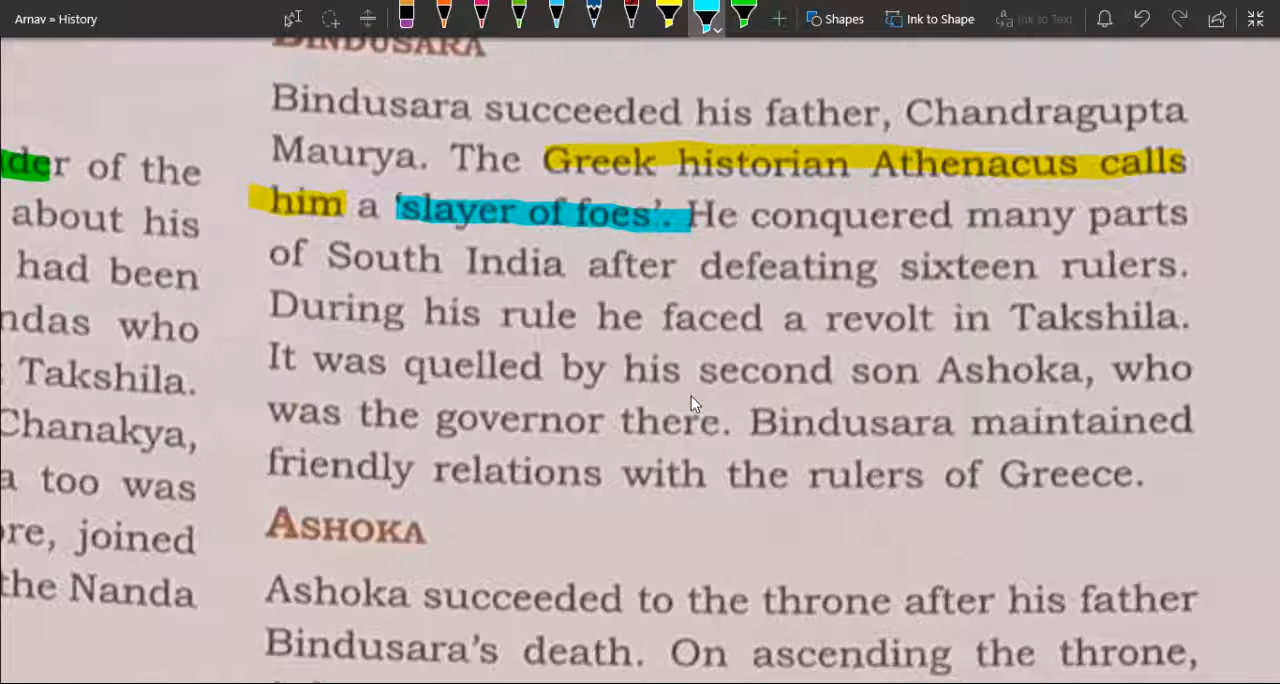 Arnav » History
Shapes
Ink to Shape
Ink to Text
BINDUSARA
der of the
about his
had been
ndas who
Takshila.
Chanakya,
a too was
re, joined
the Nanda
Bindusara succeeded his father, Chandragupta
Maurya. The Greek historian Athenacus calls
him a 'slayer of foes'. He conquered many parts
of South India after defeating sixteen rulers.
During his rule he faced a revolt in Takshila.
It was quelled by his second son Ashoka, who
was the governor there. Bindusara maintained
friendly relations with the rulers of Greece.
ASHOKA
Ashoka succeeded to the throne after his father
Bindusara's death. On ascending the throne,